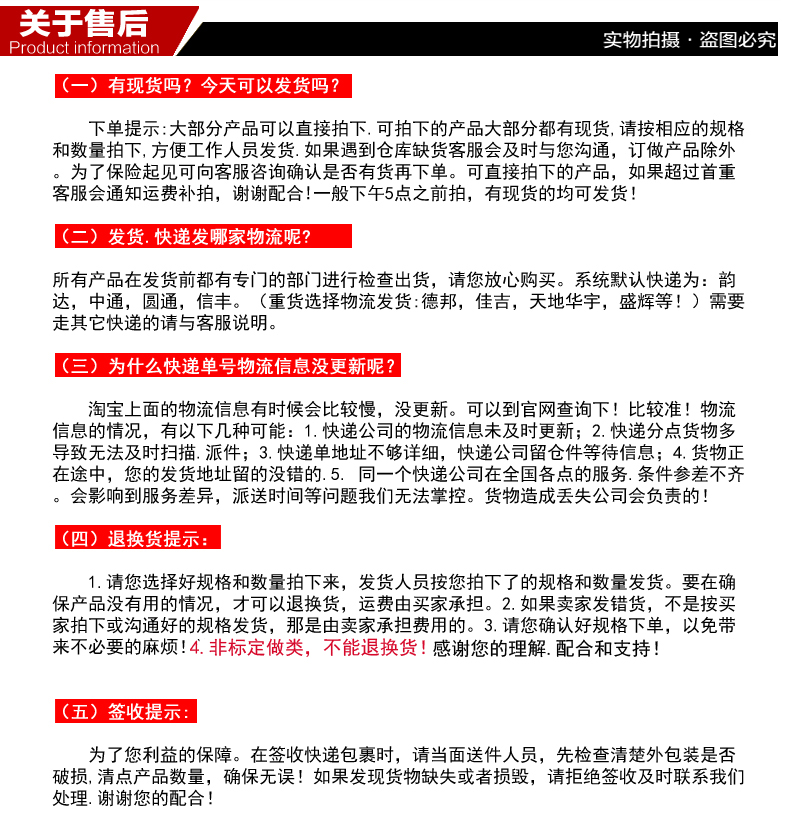 关于售后
Product information
实物拍摄 · 盗图必究
（一）有现货吗？今天可以发货吗？
下单提示:大部分产品可以直接拍下.可拍下的产品大部分都有现货,请按相应的规格
和数量拍下,方便工作人员发货.如果遇到仓库缺货客服会及时与您沟通，订做产品除外
。为了保险起见可向客服咨询确认是否有货再下单。可直接拍下的产品，如果超过首重
客服会通知运费补拍，谢谢配合!一般下午5点之前拍，有现货的均可发货！
（二）发货.快递发哪家物流呢?
所有产品在发货前都有专门的部门进行检查出货，请您放心购买。系统默认快递为：韵
达，中通，圆通，信丰。（重货选择物流发货:德邦，佳吉，天地华宇，盛辉等！）需要
走其它快递的请与客服说明。
（三）为什么快递单号物流信息没更新呢?
淘宝上面的物流信息有时候会比较慢，没更新。可以到官网查询下！比较准！物流
信息的情况，有以下几种可能：1.快递公司的物流信息未及时更新；2.快递分点货物多
导致无法及时扫描.派件；3.快递单地址不够详细，快递公司留仓件等待信息；4.货物正
在途中，您的发货地址留的没错的.5. 同一个快递公司在全国各点的服务.条件参差不齐
。会影响到服务差异，派送时间等问题我们无法掌控。货物造成丢失公司会负责的！
（四）退换货提示：
1.请您选择好规格和数量拍下来，发货人员按您拍下了的规格和数量发货。要在确
保产品没有用的情况，才可以退换货，运费由买家承担。2.如果卖家发错货，不是按买
家拍下或沟通好的规格发货，那是由卖家承担费用的。3.请您确认好规格下单，以免带
来不必要的麻烦!4.非标定做类，不能退换货！感谢您的理解.配合和支持！
（五）签收提示:
为了您利益的保障。在签收快递包裹时，请当面送件人员，先检查清楚外包装是否
破损,清点产品数量，确保无误！如果发现货物缺失或者损毁，请拒绝签收及时联系我们
处理.谢谢您的配合！